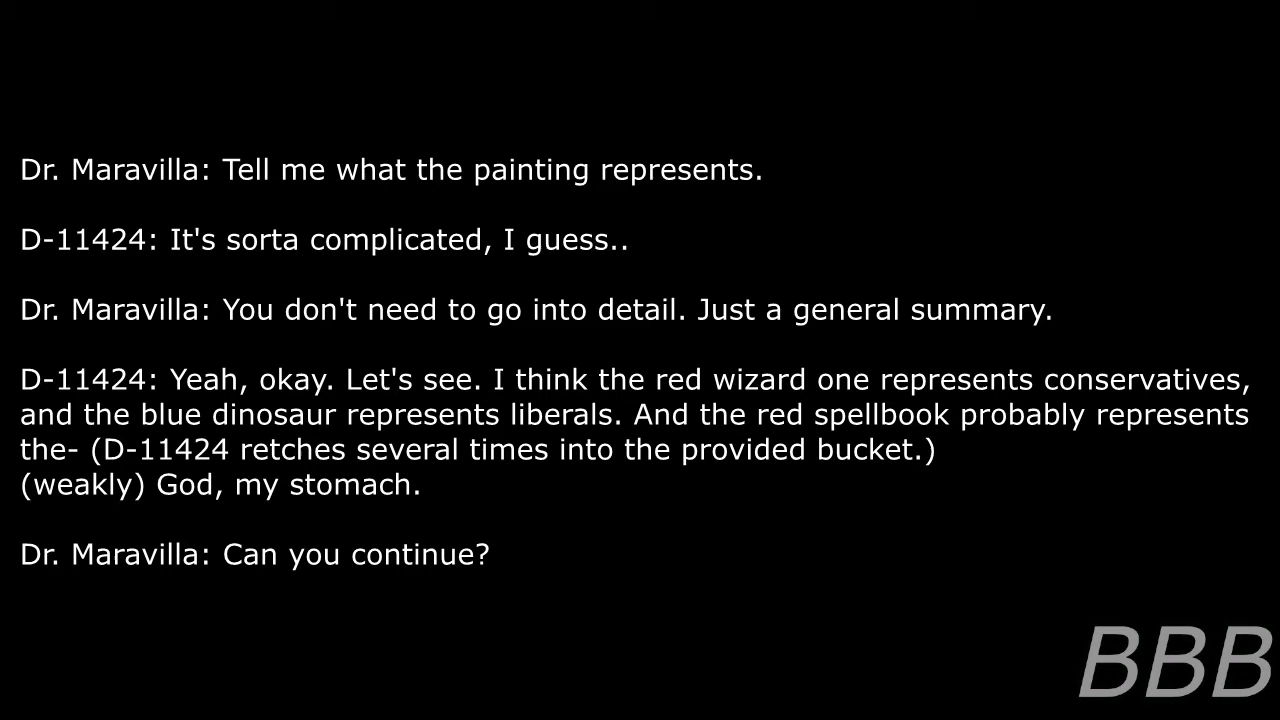 Dr. Maravilla: Tell me what the painting represents.
D-11424: It's sorta complicated, I guess..
Dr. Maravilla: You don't need to go into detail. Just a general summary.
D-11424: Yeah, okay. Let's see. I think the red wizard one represents conservatives,
and the blue dinosaur represents liberals. And the red spellbook probably represents
the- (D-11424 retches several times into the provided bucket.)
(weakly) God, my stomach.
Dr. Maravilla: Can you continue?
BBB